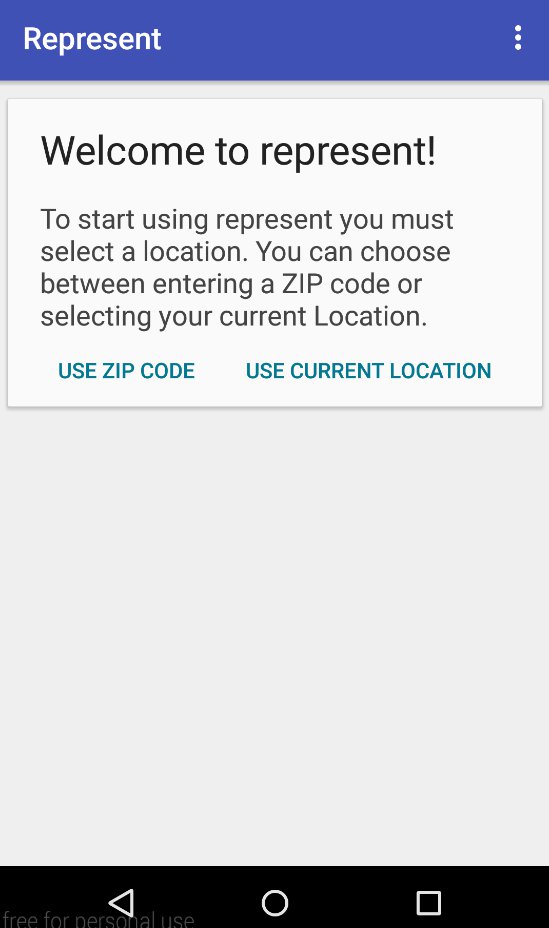 Represent
Welcome to represent!
To start using represent you must
select a location. You can choose
between entering a ZIP code or
selecting your current Location.
USE ZIP CODE USE CURRENT LOCATION
free for personal use